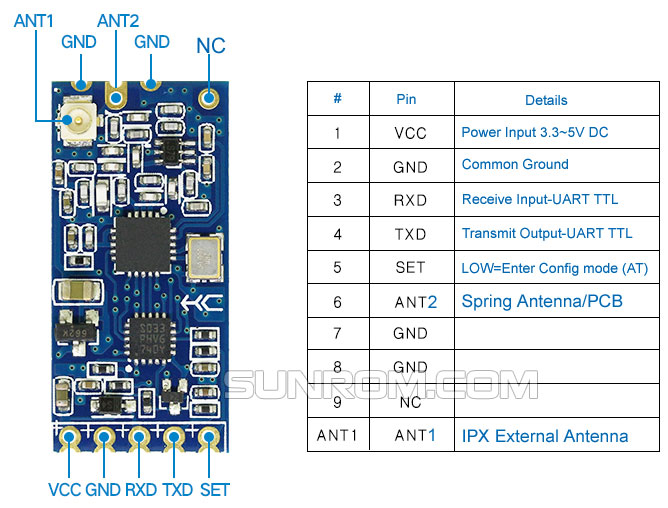 ANT1 ANT2
GND GND
NC
# Pin Details
1 VCC Power Input 3.3~5V DC
2 GND Common Ground
3 RXD Receive Input-UART TTL
4 TXD Transmit Output-UART TTL
5 SET LOW=Enter Config mode (AT)
6 ANT2 Spring Antenna/PCB
7 GND
8 GND
9 NC
ANT1 ANT1 IPX External Antenna
662K
SUNROM.COM
VCC GND RXD TXD SET